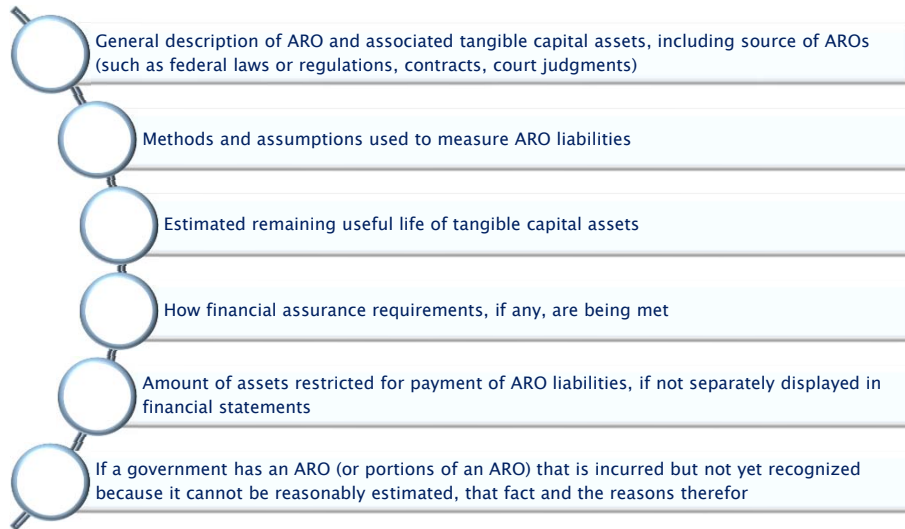 General description of ARO and associated tangible capital assets, including source of AROs
(such as federal laws or regulations, contracts, court judgments)
Methods and assumptions used to measure ARO liabilities
Estimated remaining useful life of tangible capital assets
How financial assurance requirements, if any, are being met
Amount of assets restricted for payment of ARO liabilities, if not separately displayed in
financial statements
If a government has an ARO (or portions of an ARO) that is incurred but not yet recognized
because it cannot be reasonably estimated, that fact and the reasons therefor